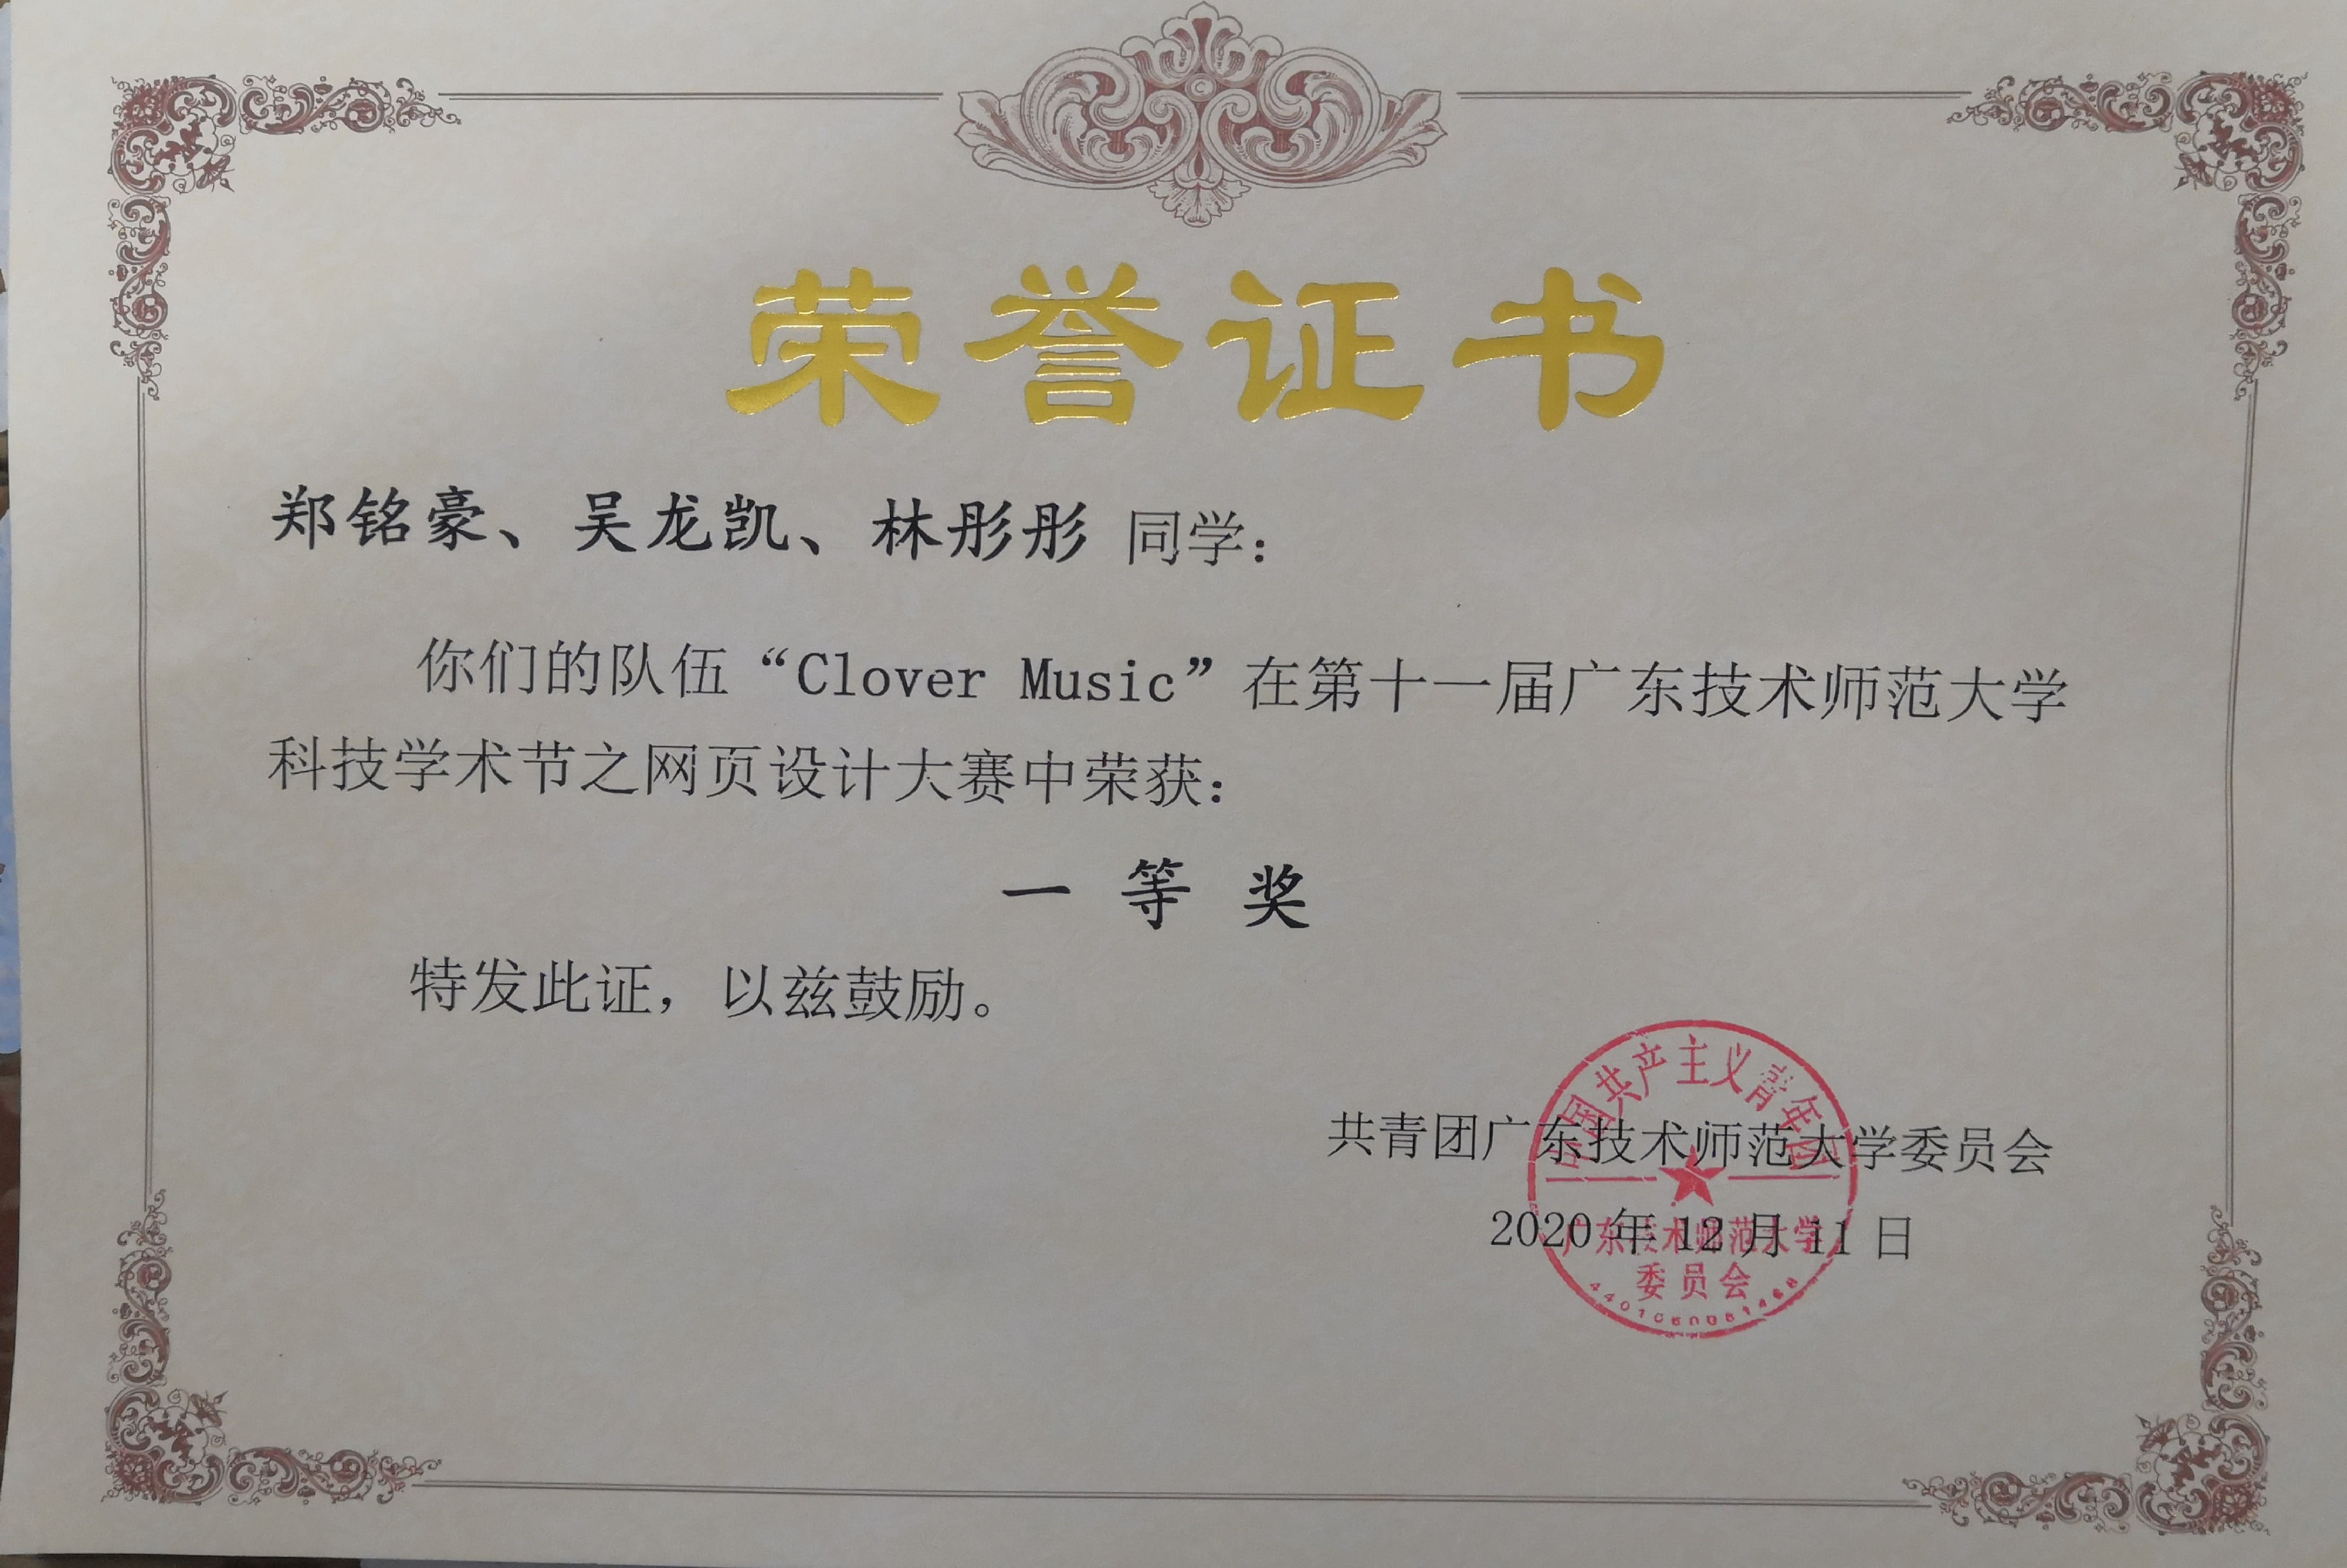 荣誉证书
郑铭豪、吴龙凯、林彤彤 同学：
你们的队伍“Clover Music”在第十一届广东技术师范大学
科技学术节之网页设计大赛中荣获：
一 等 奖
特发此证，以兹鼓励。
共青团广东技术师范大学委员会
2020 年 12 月 11 日
中国共产主义青年团
广东技术师范大学
委员会